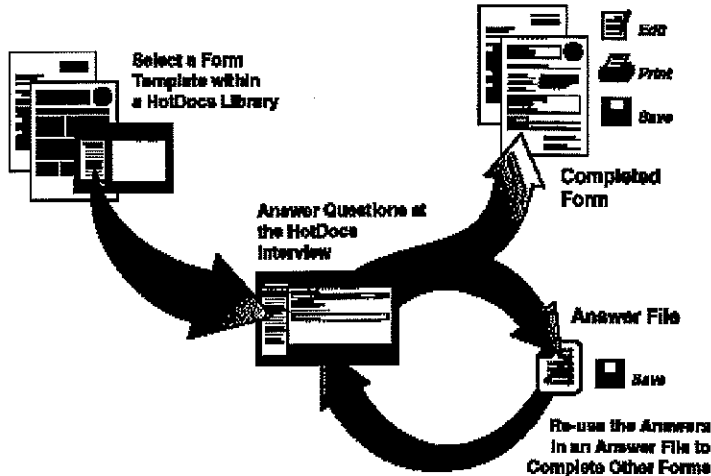 Select a Form
Template within
a HotDocs Library
Edit
Print
Save
Completed
Form
Answer Questions at
the HotDocs
Interview
Answer File
Save
Re-use the Answers
in an Answer File to
Complete Other Forms